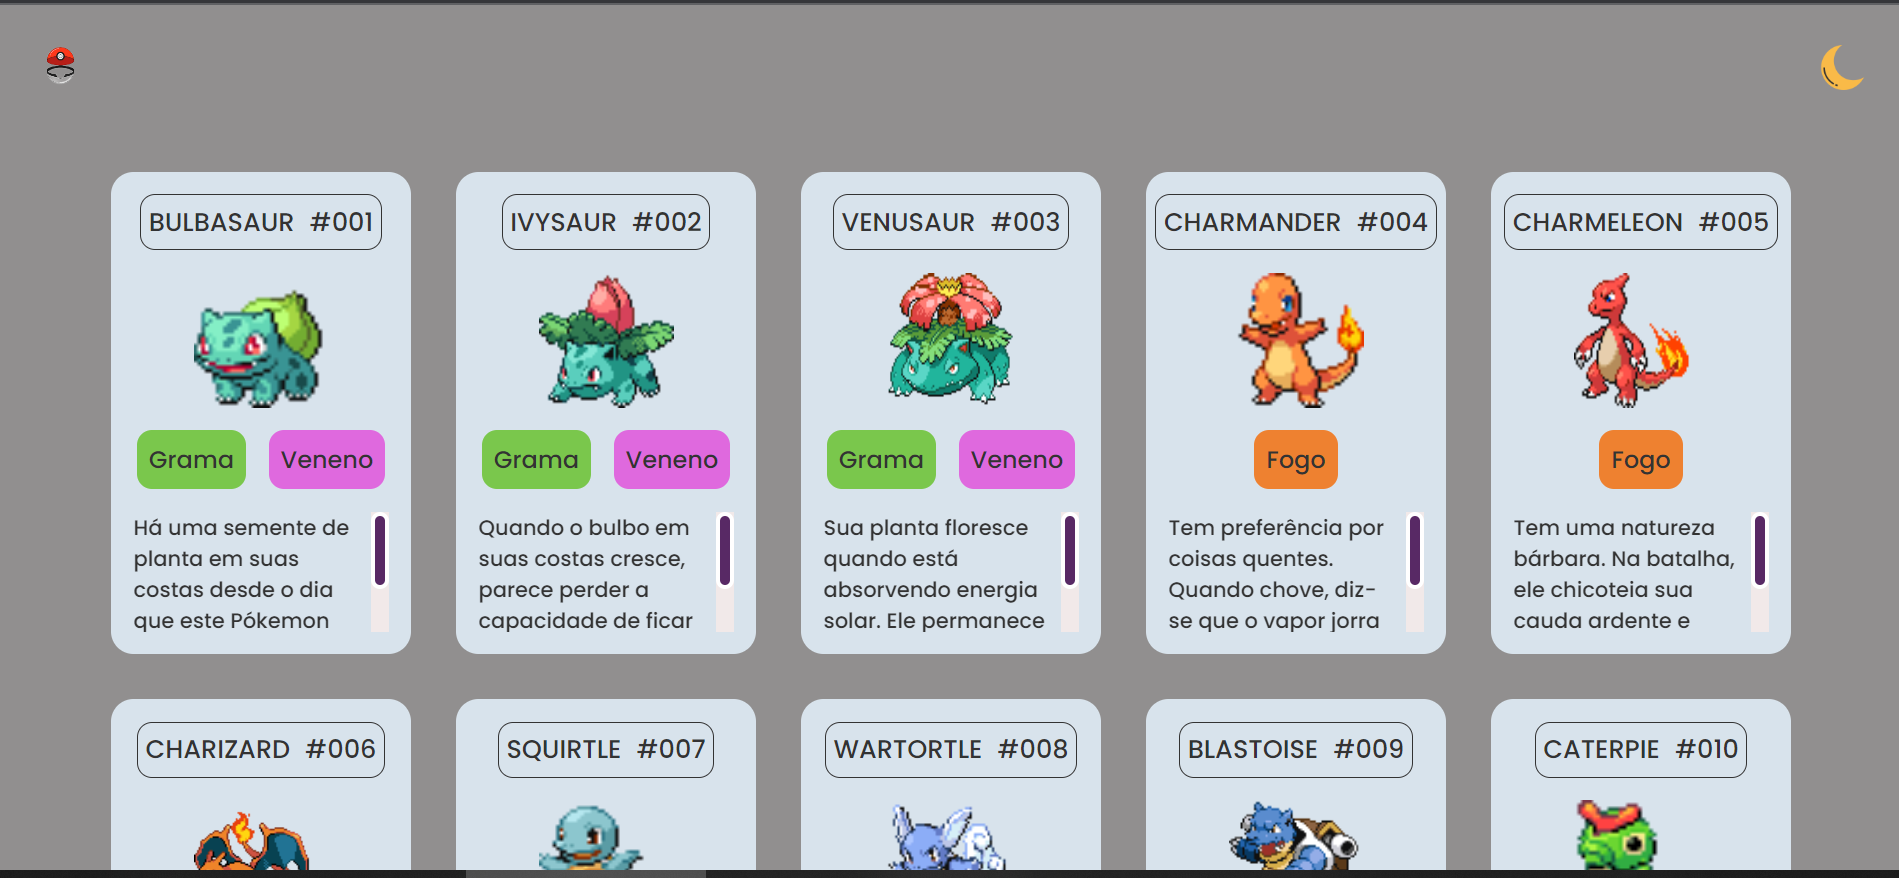 BULBASAUR #001
IVYSAUR #002
VENUSAUR #003
CHARMANDER #004
CHARMELEON #005
Grama Veneno
Grama Veneno
Grama Veneno
Fogo
Fogo
Há uma semente de
planta em suas
costas desde o dia
que este Pókemon
Quando o bulbo em
suas costas cresce,
parece perder a
capacidade de ficar
Sua planta floresce
quando está
absorvendo energia
solar. Ele permanece
Tem preferência por
coisas quentes.
Quando chove, diz-
se que o vapor jorra
Tem uma natureza
bárbara. Na batalha,
ele chicoteia sua
cauda ardente e
CHARIZARD #006
SQUIRTLE #007
WARTORTLE #008
BLASTOISE #009
CATERPIE #010